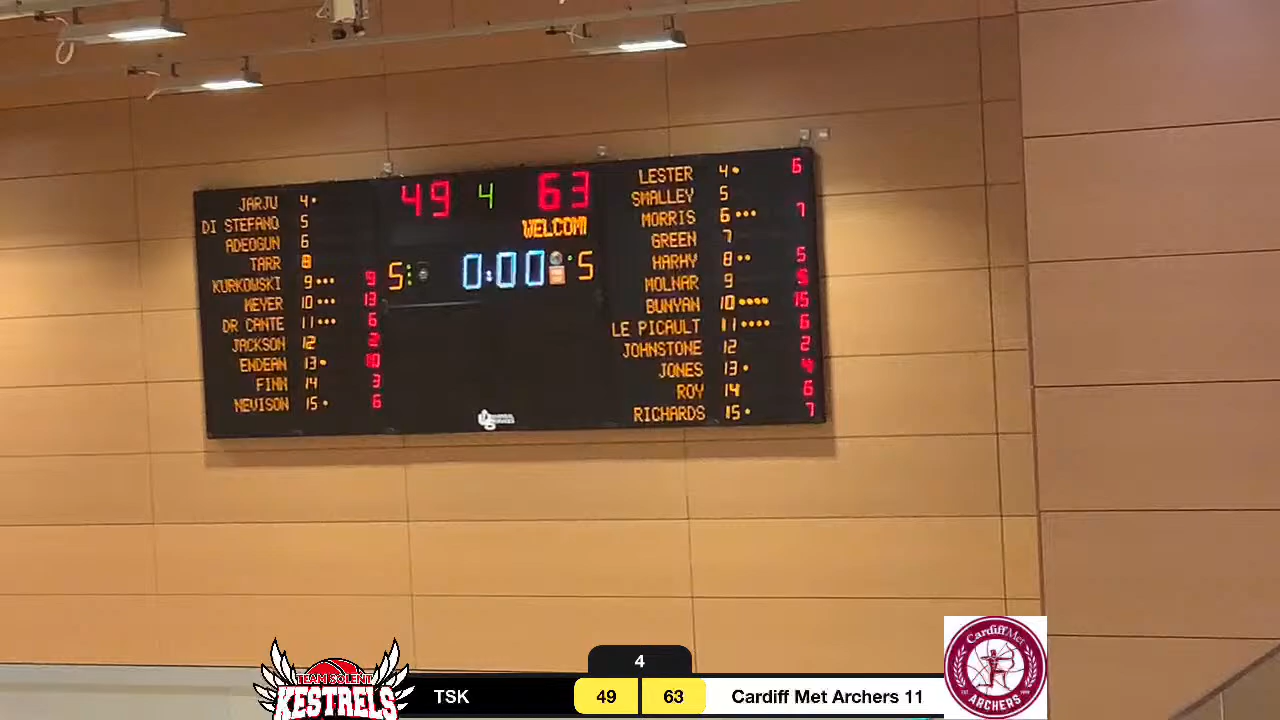 JARJU 4•
DI STEFANO 5
ADEOGUN 6
TARR 8
KURKOWSKI 9••• 9
MEYER 10••• 13
DR CANTE 11••• 6
JACKSON 12 2
ENDEAN 13• 10
FINN 14 3
NEVISON 15• 6
49 4 63
WELCOM
5: 0:00 5
LESTER 4• 6
SMALLEY 5
MORRIS 6••• 7
GREEN 7
HARHY 8•• 5
MOLNAR 9 5
BUNYAN 10•••• 15
LE PICAULT 11•••• 6
JOHNSTONE 12 2
JONES 13• 4
ROY 14 6
RICHARDS 15• 7
TEAM SOLENT
KESTRELS
TSK
4
49 63
Cardiff Met Archers 11
Cardiff Met
ARCHERS